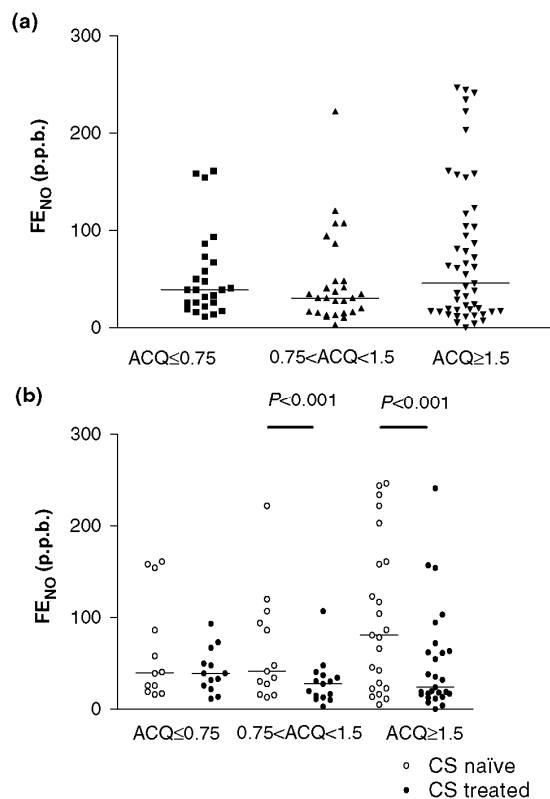 (a)
300
200
100
0
FENO (p.p.b.)
ACQ≤0.75
0.75<ACQ<1.5
ACQ≥1.5
(b)
P<0.001
P<0.001
300
200
100
0
FENO (p.p.b.)
ACQ≤0.75
0.75<ACQ<1.5
ACQ≥1.5
CS naïve
CS treated